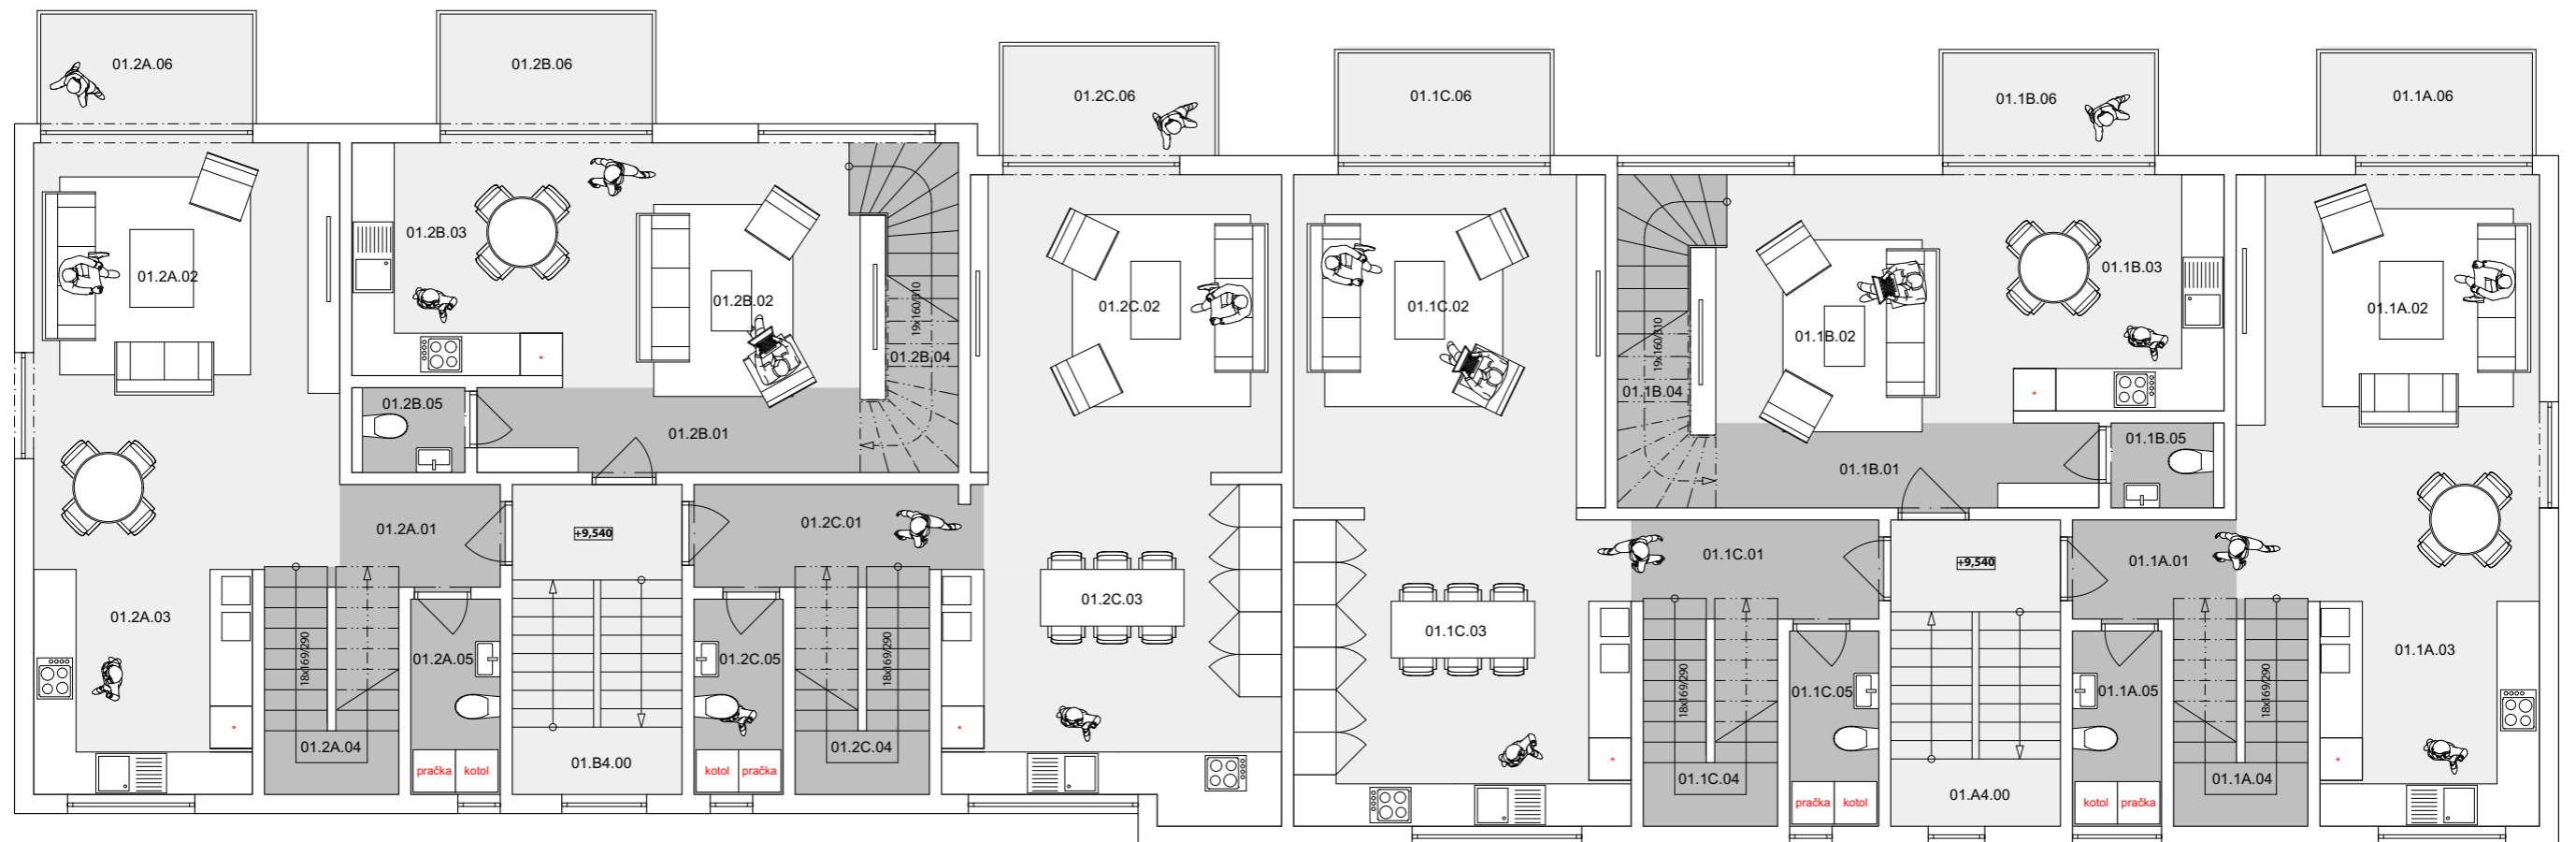 01.2A.06
01.2B.06
01.2C.06
01.1C.06
01.1B.06
01.1A.06
01.2A.02
01.2B.03
01.2B.02
19x160/310
01.2B.04
01.2C.02
01.1C.02
19x160/310
01.1B.04
01.1B.02
01.1B.03
01.1A.02
01.2B.05
01.2B.01
01.1B.01
01.1B.05
01.2A.01
+9,540
01.2C.01
01.1C.01
+9,540
01.1A.01
01.2A.03
18x169/290
01.2A.05
01.2C.05
18x169/290
01.2C.03
01.1C.03
18x169/290
01.1C.05
01.1A.05
18x169/290
01.1A.03
*
*
*
*
*
*
01.2A.04
pračka
kotol
01.B4.00
kotol
pračka
01.2C.04
01.1C.04
pračka
kotol
01.A4.00
kotol
pračka
01.1A.04